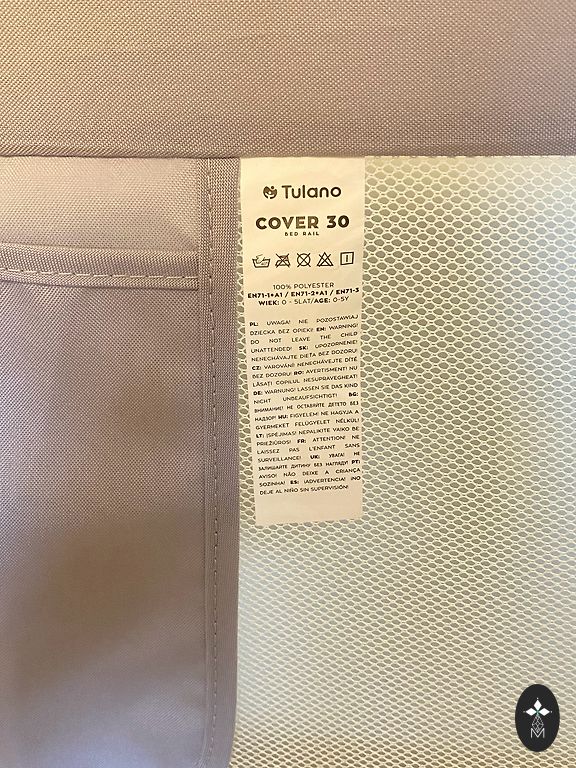 Tulano
COVER 30
BED RAIL
100% POLYESTER
EN71-1+A1 / EN71-2+A1 / EN71-3
WIEK: 0 - 5LAT/AGE: 0-5Y
PL: UWAGA! NIE POZOSTAWIAJ
DZIECKA BEZ OPIEKI! EN: WARNING!
DO NOT LEAVE THE CHILD
UNATTENDED! SK: UPOZORNENIE!
NENECHÁVAJTE DIEŤA BEZ DOZORU!
CZ: VAROVÁNÍ! NENECHÁVEJTE DÍTĚ
BEZ DOZORU! RO: AVERTISMENT! NU
LĂSAȚI COPILUL NESUPRAVEGHEAT!
DE: WARNUNG! LASSEN SIE DAS KIND
NICHT UNBEAUFSICHTIGT! BG:
ВНИМАНИЕ! НЕ ОСТАВЯЙТЕ ДЕТЕТО БЕЗ
НАДЗОР! HU: FIGYELEM! NE HAGYJA A
GYERMEKET FELÜGYELET NÉLKÜL!
LT: ĮSPĖJIMAS! NEPALIKITE VAIKO BE
PRIEŽIŪROS! FR: ATTENTION! NE
LAISSEZ PAS L'ENFANT SANS
SURVEILLANCE! UK: УВАГА! НЕ
ЗАЛИШАЙТЕ ДИТИНУ БЕЗ НАГЛЯДУ! PT:
AVISO! NÃO DEIXE A CRIANÇA
SOZINHA! ES: ¡ADVERTENCIA! ¡NO
DEJE AL NIÑO SIN SUPERVISIÓN!
M